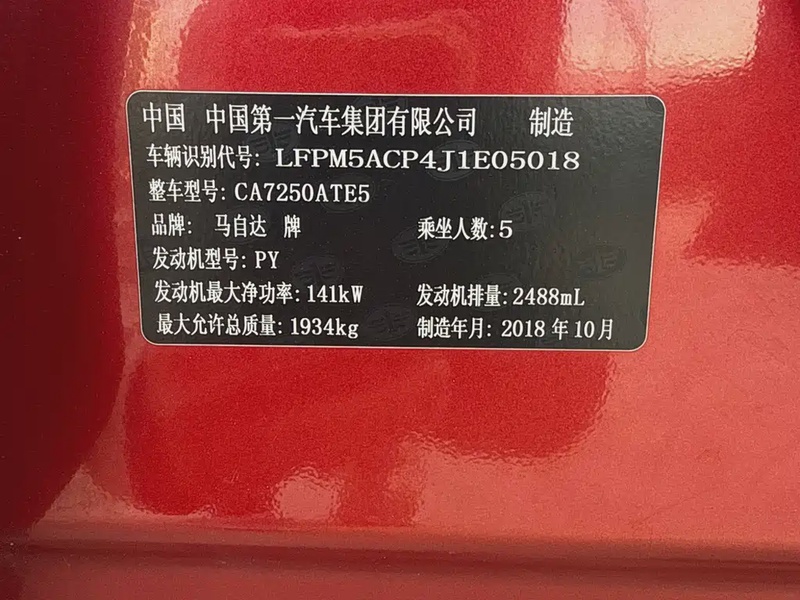 中国 中国第一汽车集团有限公司 制造
车辆识别代号: LFPM5ACP4J1E05018
整车型号: CA7250ATE5
品牌: 马自达 牌 乘坐人数: 5
发动机型号: PY
发动机最大净功率: 141kW 发动机排量: 2488mL
最大允许总质量: 1934kg 制造年月: 2018 年 10 月